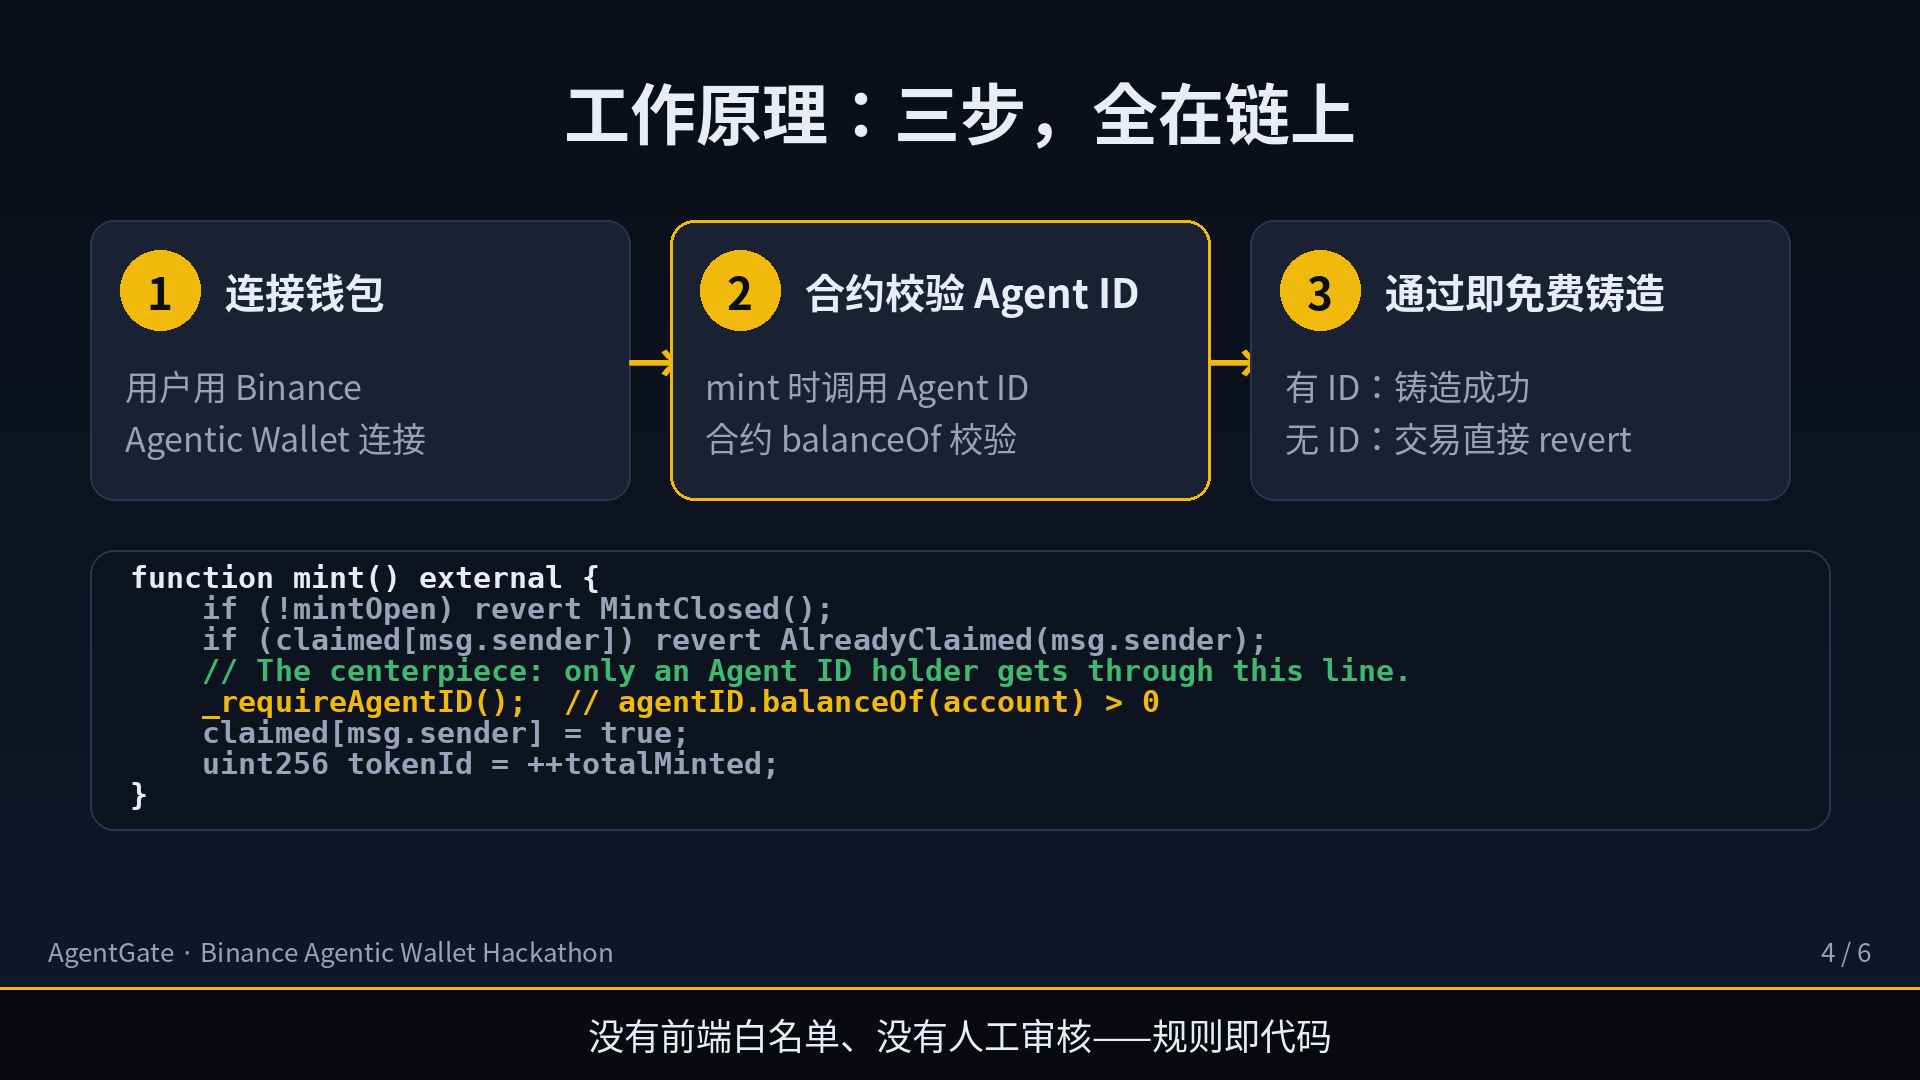 工作原理：三步，全在链上
1 连接钱包
用户用 Binance
Agentic Wallet 连接
2 合约校验 Agent ID
mint 时调用 Agent ID
合约 balanceOf 校验
3 通过即免费铸造
有 ID：铸造成功
无 ID：交易直接 revert
function mint() external {
    if (!mintOpen) revert MintClosed();
    if (claimed[msg.sender]) revert AlreadyClaimed(msg.sender);
    // The centerpiece: only an Agent ID holder gets through this line.
    _requireAgentID();  // agentID.balanceOf(account) > 0
    claimed[msg.sender] = true;
    uint256 tokenId = ++totalMinted;
}
AgentGate · Binance Agentic Wallet Hackathon
4 / 6
没有前端白名单、没有人工审核——规则即代码